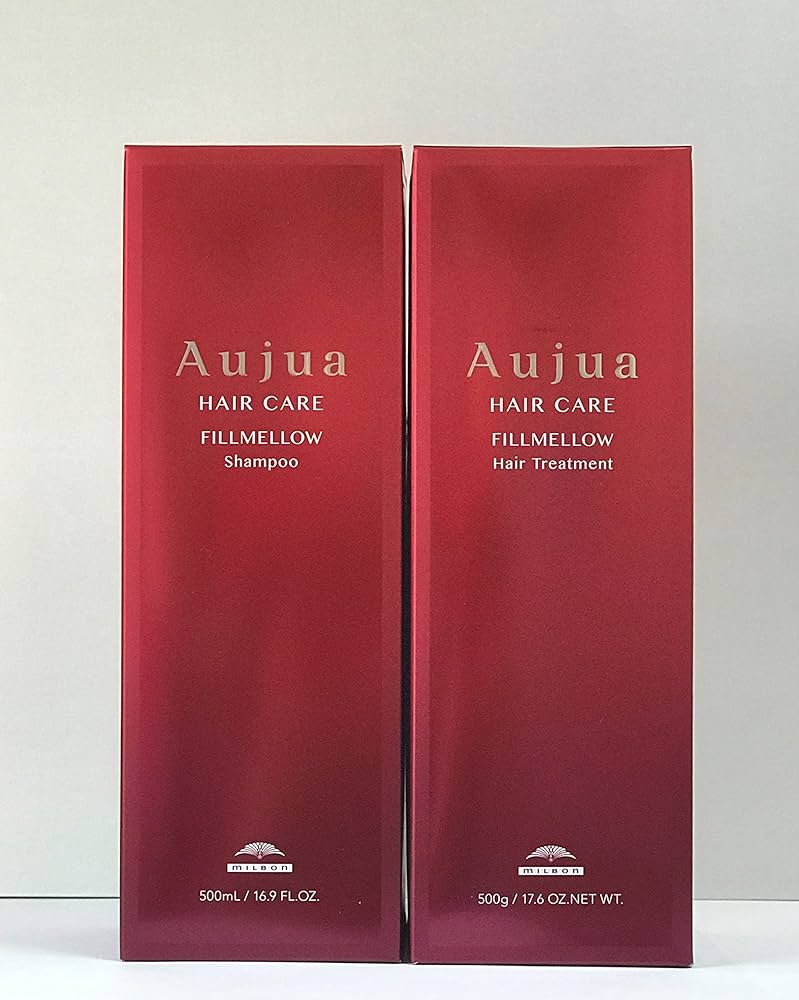 Aujua
HAIR CARE
FILLMELLOW
Shampoo
MILBON
500mL / 16.9 FL.OZ.
Aujua
HAIR CARE
FILLMELLOW
Hair Treatment
MILBON
500g / 17.6 OZ.NET WT.